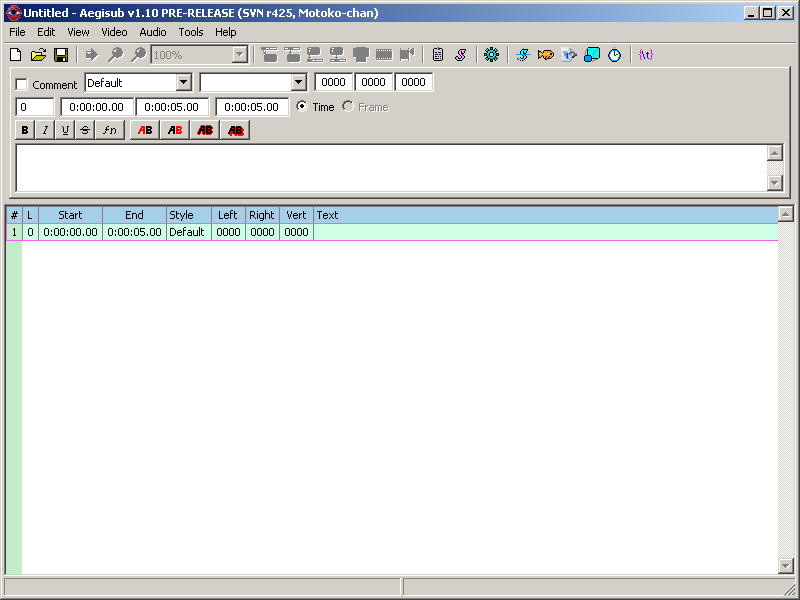 Untitled - Aegisub v1.10 PRE-RELEASE (SVN r425, Motoko-chan)
File Edit View Video Audio Tools Help
100%
Comment Default 0000 0000 0000
0 0:00:00.00 0:00:05.00 0:00:05.00 Time Frame
B I U S fn AB AB AB AB
# L Start End Style Left Right Vert Text
1 0 0:00:00.00 0:00:05.00 Default 0000 0000 0000